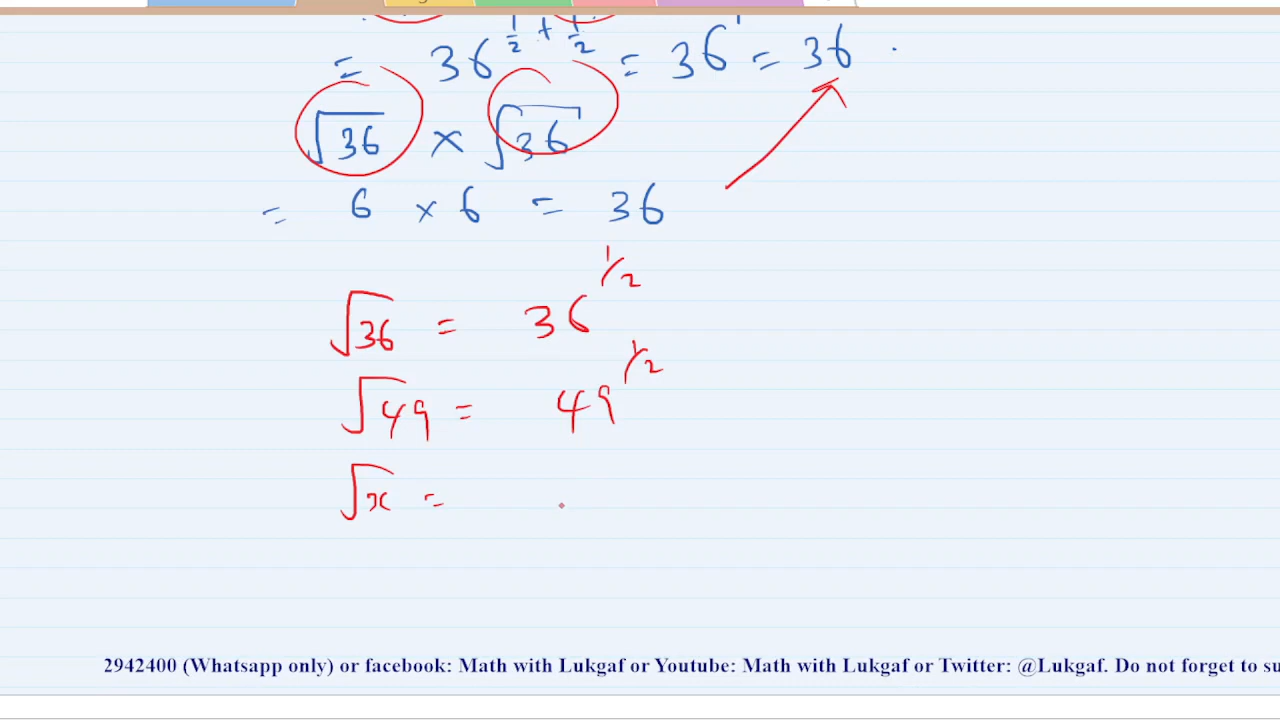 = 36^{1/2 + 1/2} = 36^1 = 36 .
√36 × √36
= 6 × 6 = 36
√36 = 36^{1/2}
√49 = 49^{1/2}
√x =
2942400 (Whatsapp only) or facebook: Math with Lukgaf or Youtube: Math with Lukgaf or Twitter: @Lukgaf. Do not forget to su